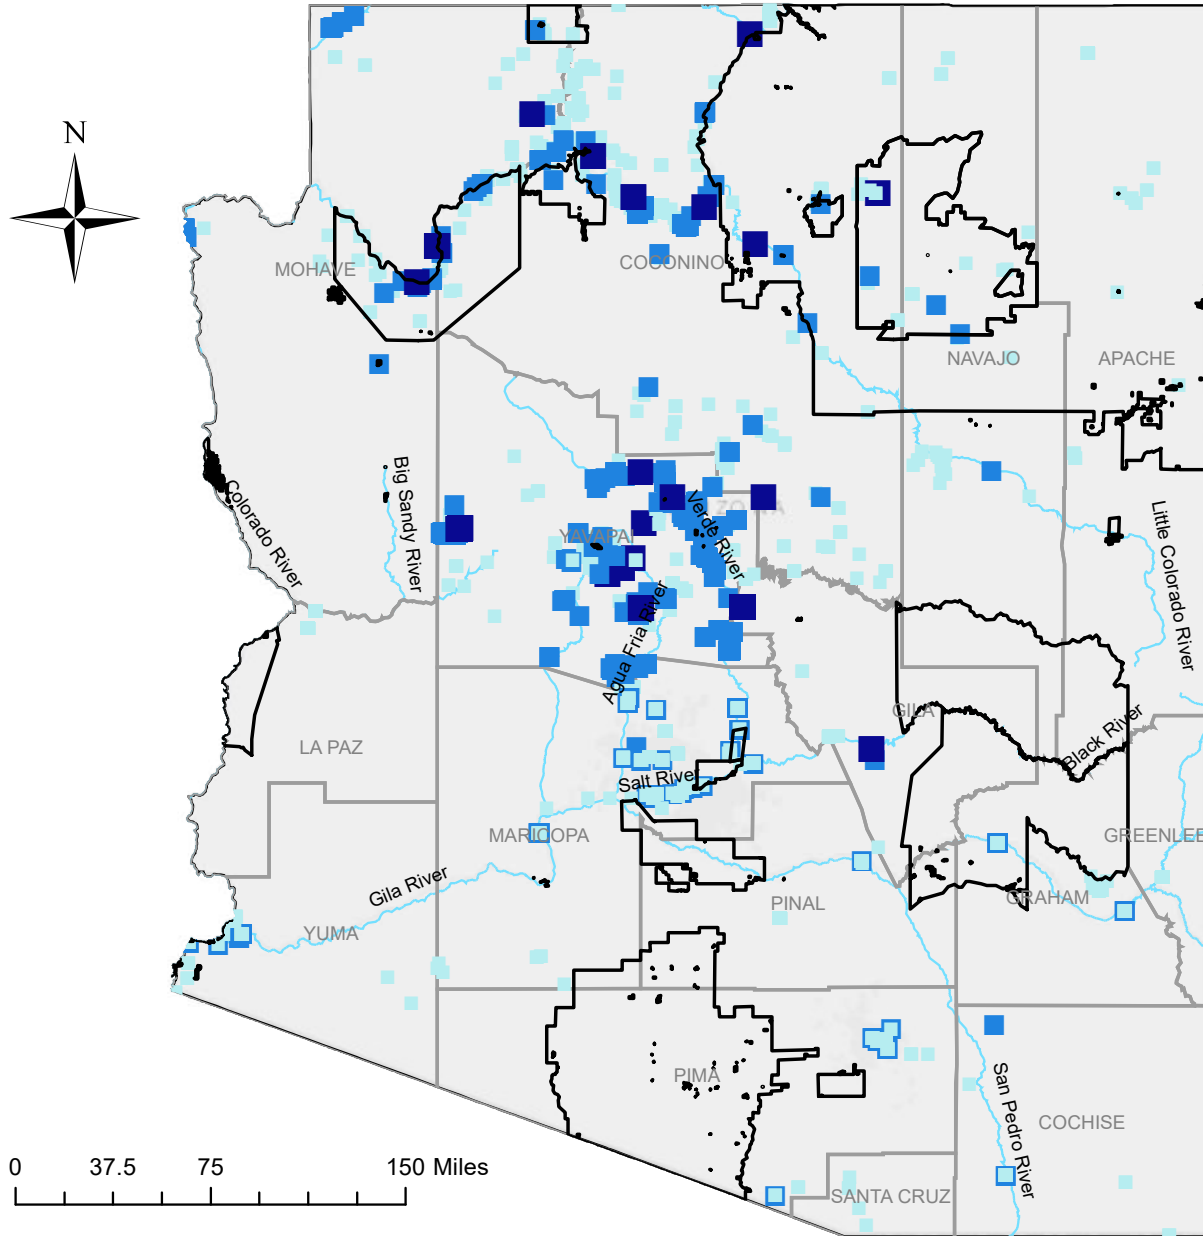 N
MOHAVE
COCONINO
NAVAJO
APACHE
Colorado River
Big Sandy River
YAVAPAI
Verde River
Little Colorado River
Agua Fria River
LA PAZ
GILA
Black River
Salt River
MARICOPA
GREENLEE
Gila River
YUMA
PINAL
GRAHAM
PIMA
San Pedro River
COCHISE
SANTA CRUZ
0 37.5 75 150 Miles